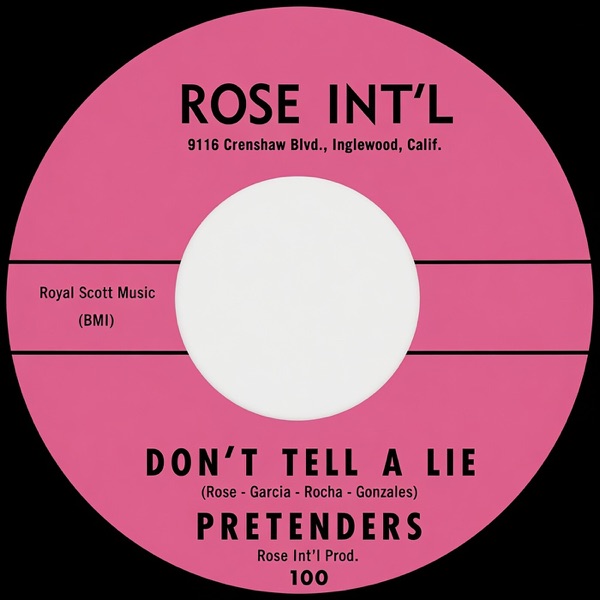 ROSE INT'L
9116 Crenshaw Blvd., Inglewood, Calif.
Royal Scott Music
(BMI)
DON'T TELL A LIE
(Rose - Garcia - Rocha - Gonzales)
PRETENDERS
Rose Int'l Prod.
100